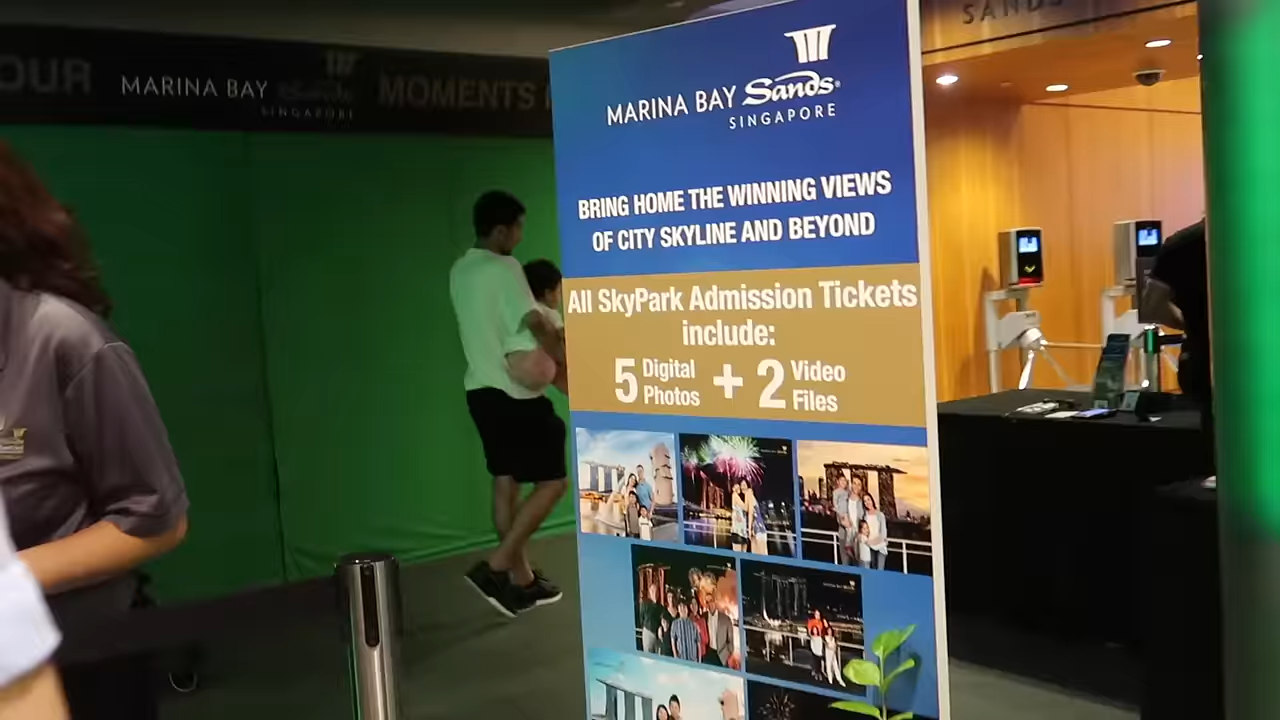 OUR
MARINA BAY Sands
SINGAPORE
MOMENTS
MARINA BAY Sands
SINGAPORE
BRING HOME THE WINNING VIEWS
OF CITY SKYLINE AND BEYOND
All SkyPark Admission Tickets
include:
5 Digital Photos + 2 Video Files
SANDS